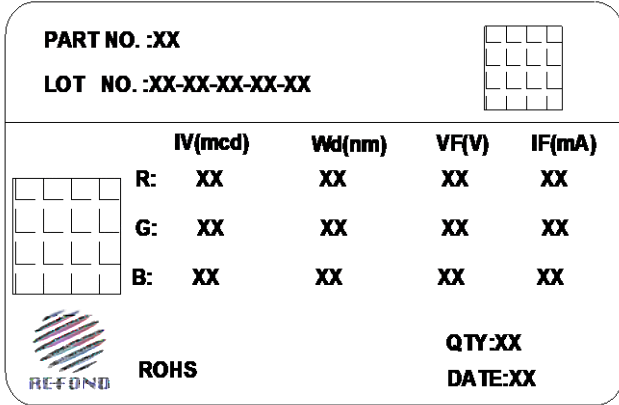 PART NO. :XX
LOT NO. :XX-XX-XX-XX-XX
IV(mcd) Wd(nm) VF(V) IF(mA)
R: XX XX XX XX
G: XX XX XX XX
B: XX XX XX XX
QTY:XX
REFOND ROHS
DATE:XX